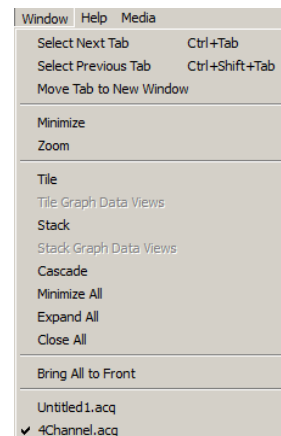 Window Help Media
Select Next Tab Ctrl+Tab
Select Previous Tab Ctrl+Shift+Tab
Move Tab to New Window
Minimize
Zoom
Tile
Tile Graph Data Views
Stack
Stack Graph Data Views
Cascade
Minimize All
Expand All
Close All
Bring All to Front
Untitled1.acq
✓ 4Channel.acq